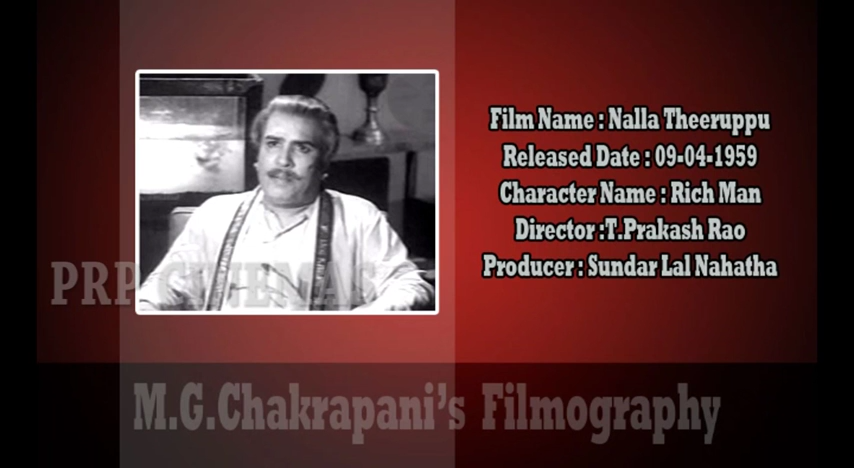 Film Name : Nalla Theeruppu
Released Date : 09-04-1959
Character Name : Rich Man
Director :T.Prakash Rao
Producer : Sundar Lal Nahatha
PRP CINEMAS
M.G.Chakrapani's Filmography